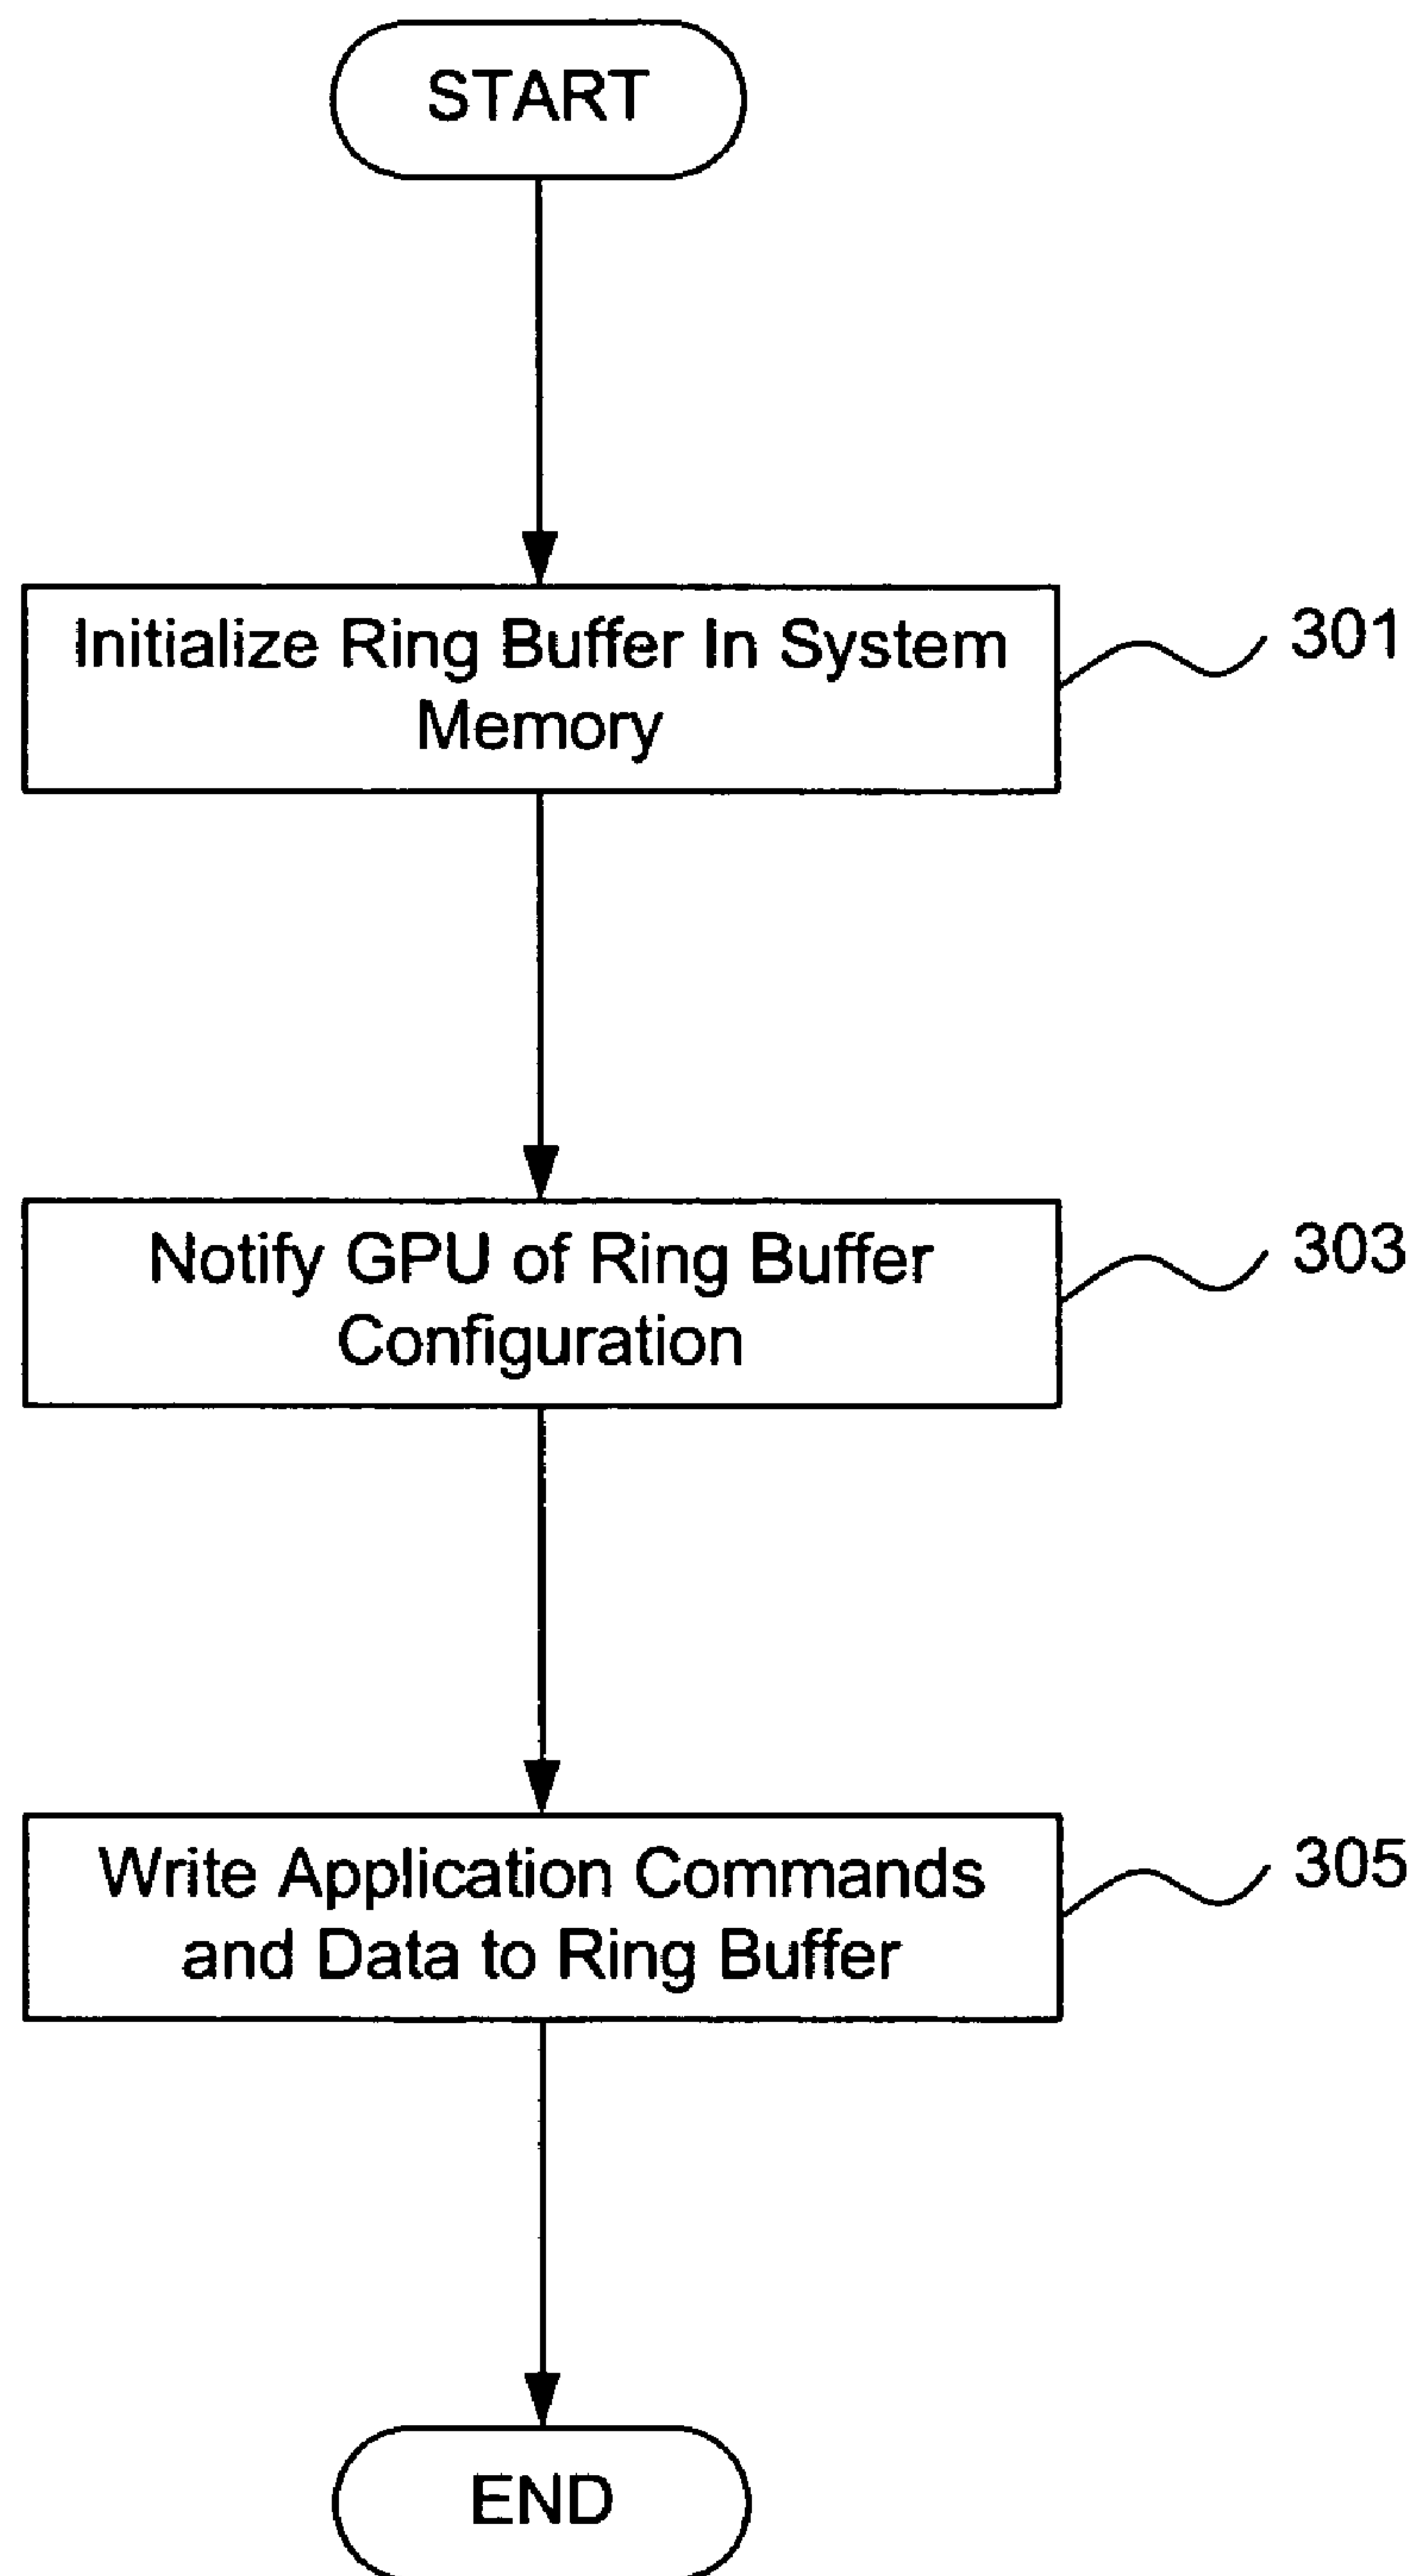 START
Initialize Ring Buffer In System
Memory
301
Notify GPU of Ring Buffer
Configuration
303
Write Application Commands
and Data to Ring Buffer
305
END